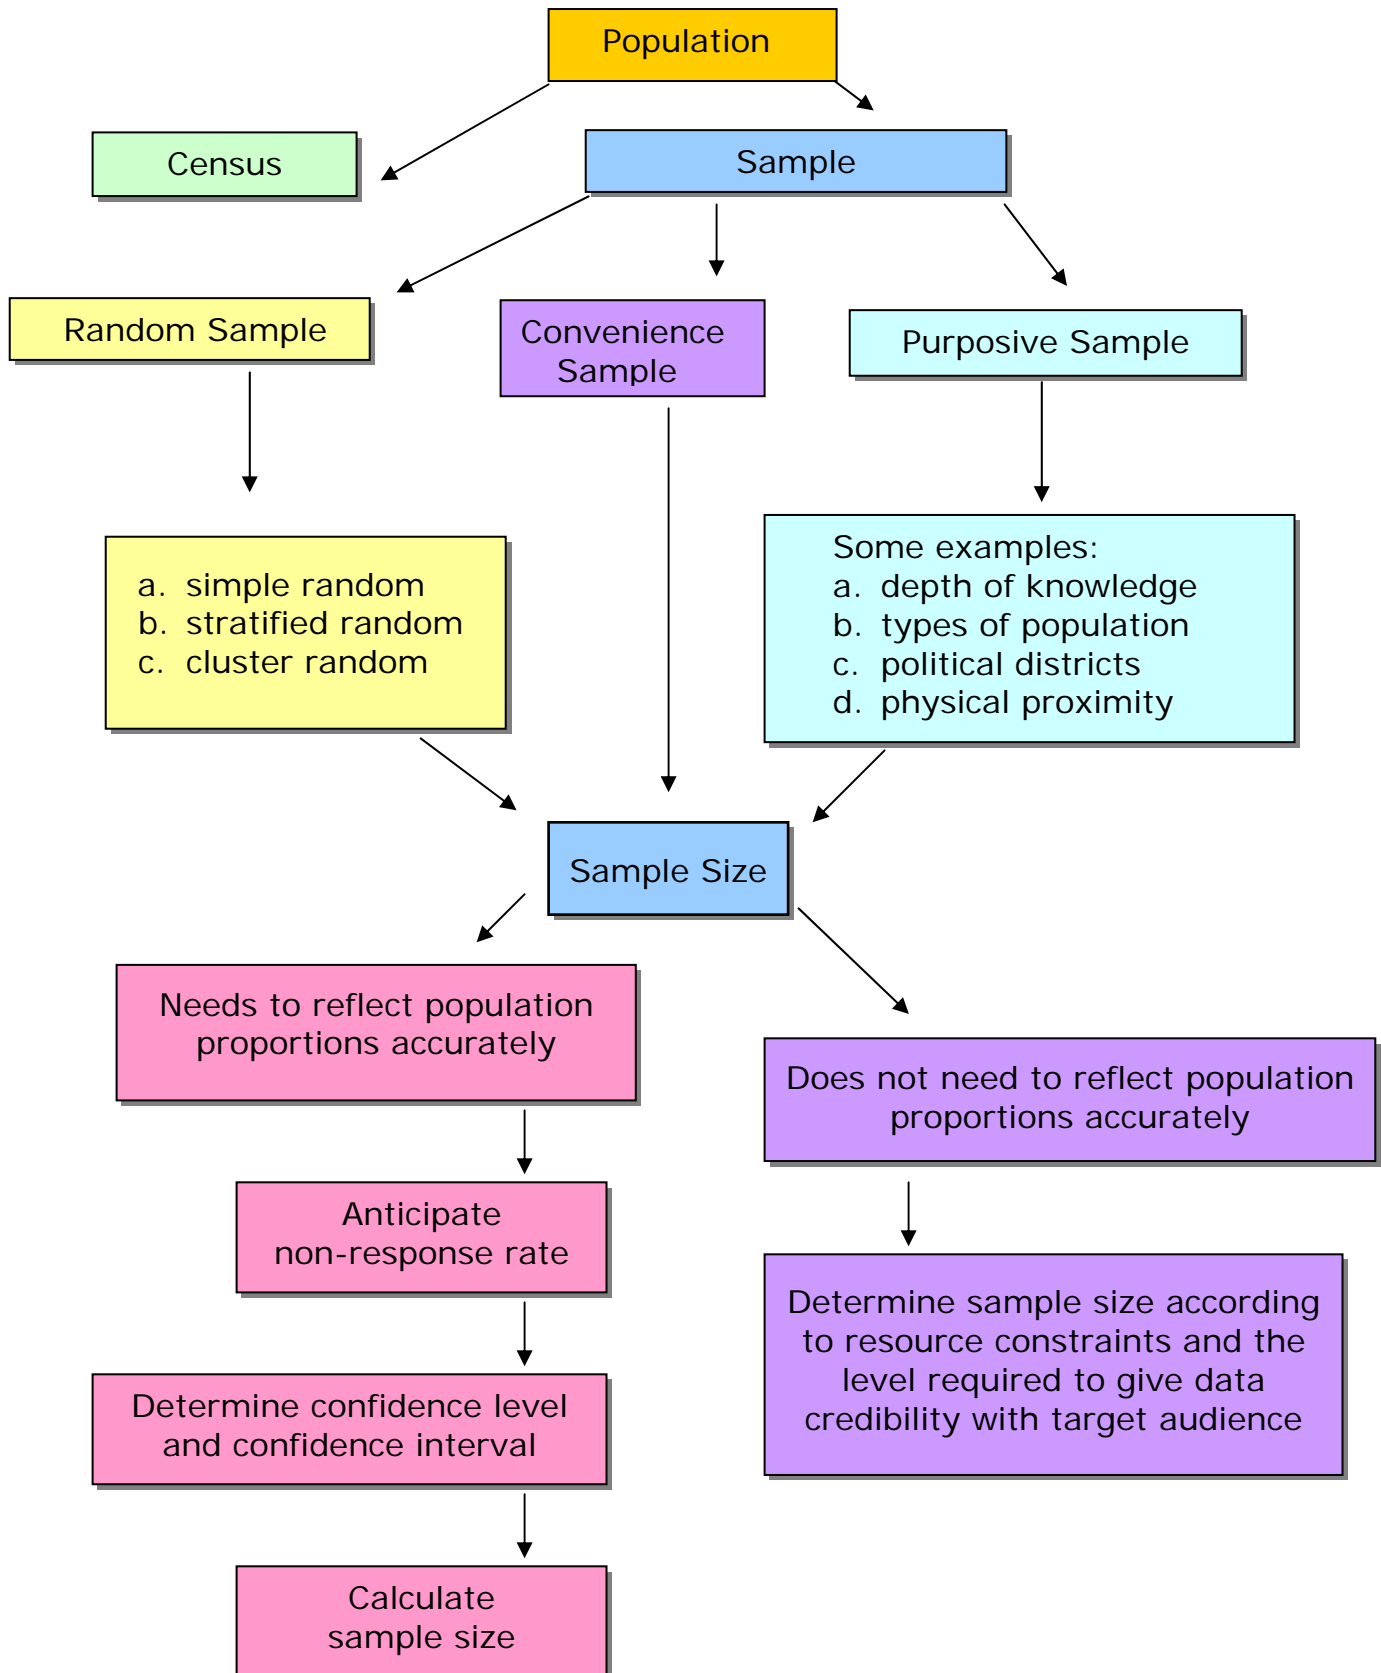 Population
Census
Sample
Random Sample
Convenience
Sample
Purposive Sample
a. simple random
b. stratified random
c. cluster random
Some examples:
a. depth of knowledge
b. types of population
c. political districts
d. physical proximity
Sample Size
Needs to reflect population
proportions accurately
Does not need to reflect population
proportions accurately
Anticipate
non-response rate
Determine sample size according
to resource constraints and the
level required to give data
credibility with target audience
Determine confidence level
and confidence interval
Calculate
sample size